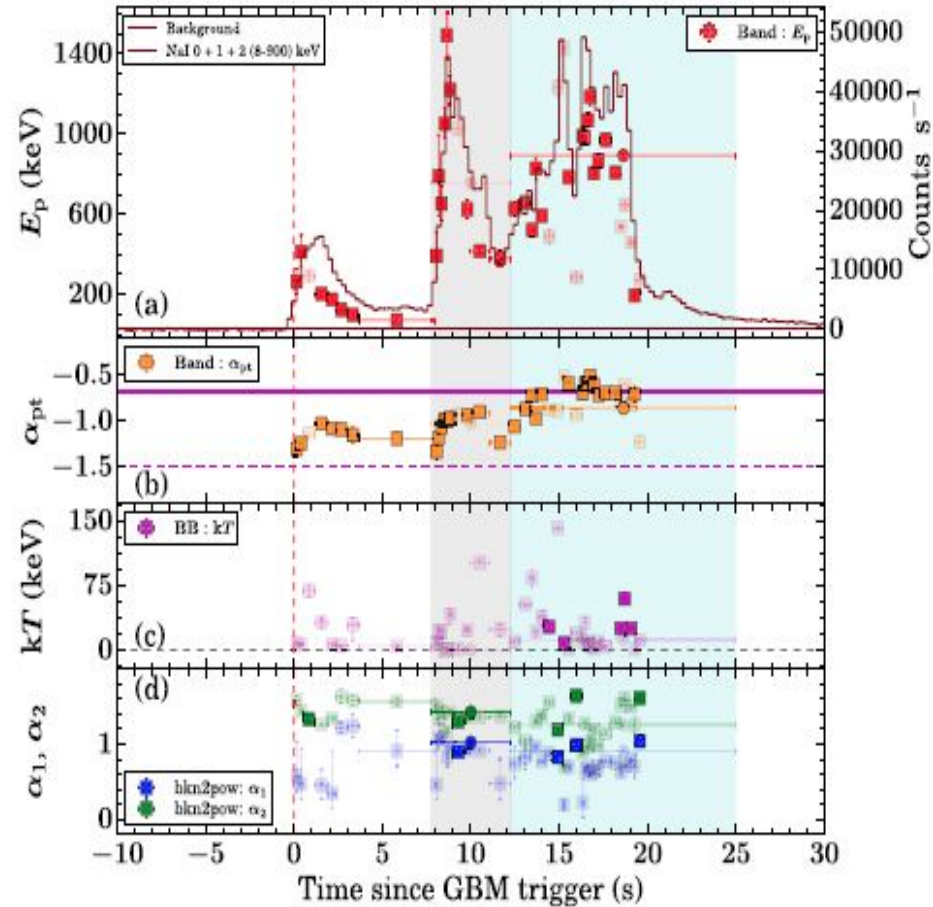 Background
NaI 0 + 1 + 2 (8-900) keV
Band : Eₚ
1400
1000
600
200
Eₚ (keV)
(a)
50000
40000
30000
20000
10000
0
Counts s⁻¹
Band : αₚₜ
−0.5
−1.0
−1.5
αₚₜ
(b)
BB : kT
150
75
0
kT (keV)
(c)
(d)
1
0
α₁, α₂
bkn2pow: α₁
bkn2pow: α₂
−10 −5 0 5 10 15 20 25 30
Time since GBM trigger (s)